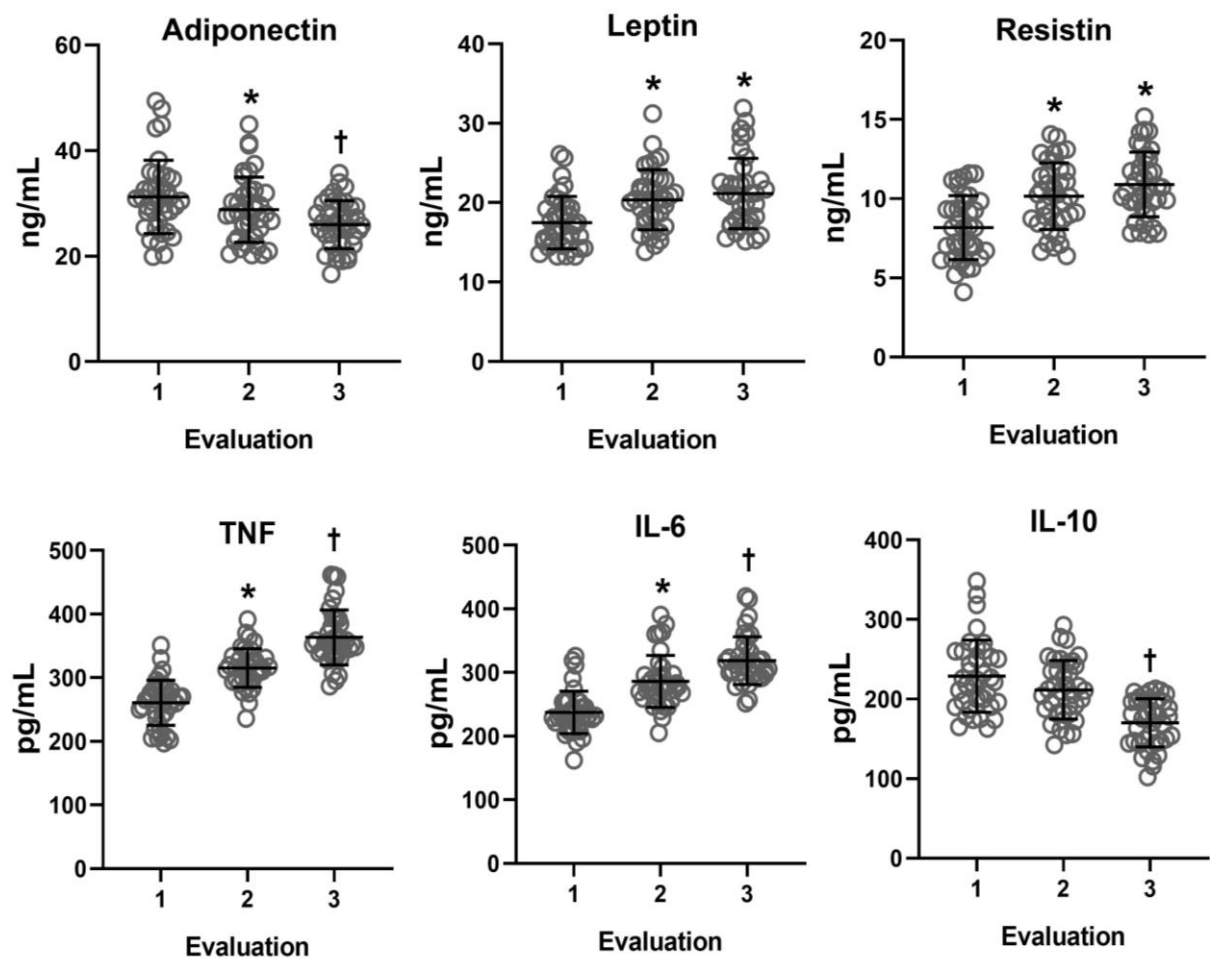 Adiponectin
60
40
20
0
ng/mL
*
†
1 2 3
Evaluation
Leptin
40
30
20
10
0
ng/mL
* *
1 2 3
Evaluation
Resistin
20
15
10
5
0
ng/mL
* *
1 2 3
Evaluation
TNF
500
400
300
200
100
0
pg/mL
*
†
1 2 3
Evaluation
IL-6
500
400
300
200
100
0
pg/mL
*
†
1 2 3
Evaluation
IL-10
400
300
200
100
0
pg/mL
†
1 2 3
Evaluation